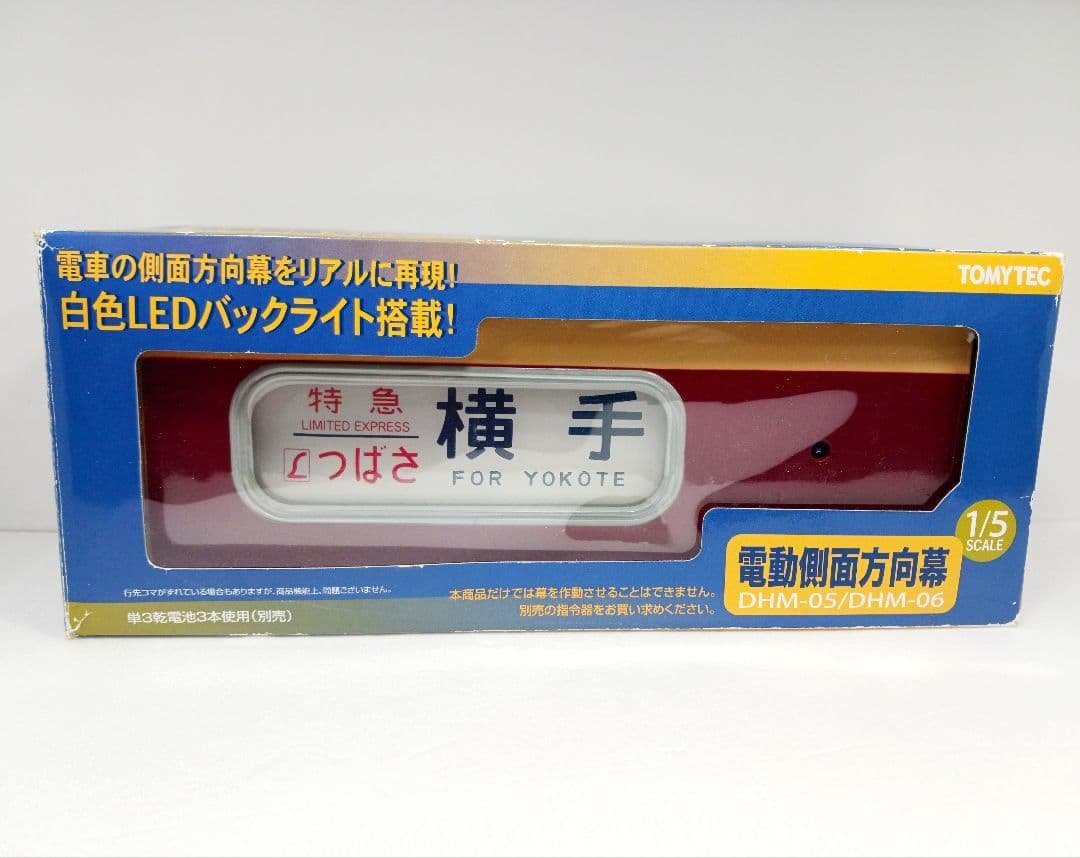 電車の側面方向幕をリアルに再現!
白色LEDバックライト搭載!
TOMYTEC
特急
LIMITED EXPRESS
つばさ
横手
FOR YOKOTE
1/5
SCALE
電動側面方向幕
DHM-05/DHM-06
行先コマがずれている場合もありますが、商品機能上、問題ございません。
本商品だけでは幕を作動させることはできません。
別売の指令器をお買い求めください。
単3乾電池3本使用(別売)